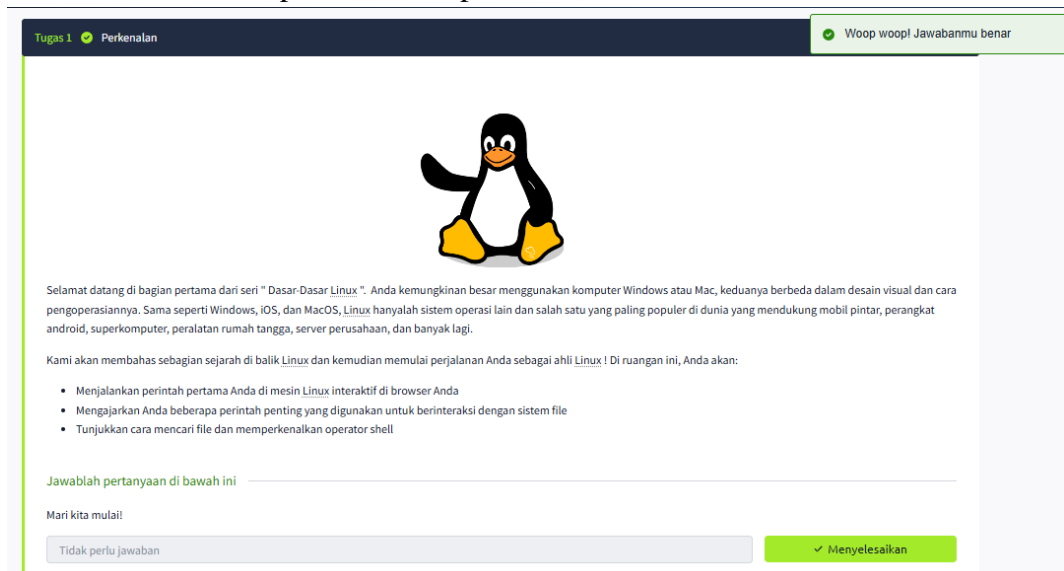 Tugas 1 Perkenalan
Woop woop! Jawabanmu benar
Selamat datang di bagian pertama dari seri " Dasar-Dasar Linux ". Anda kemungkinan besar menggunakan komputer Windows atau Mac, keduanya berbeda dalam desain visual dan cara
pengoperasiannya. Sama seperti Windows, iOS, dan MacOS, Linux hanyalah sistem operasi lain dan salah satu yang paling populer di dunia yang mendukung mobil pintar, perangkat
android, superkomputer, peralatan rumah tangga, server perusahaan, dan banyak lagi.
Kami akan membahas sebagian sejarah di balik Linux dan kemudian memulai perjalanan Anda sebagai ahli Linux ! Di ruangan ini, Anda akan:
• Menjalankan perintah pertama Anda di mesin Linux interaktif di browser Anda
• Mengajarkan Anda beberapa perintah penting yang digunakan untuk berinteraksi dengan sistem file
• Tunjukkan cara mencari file dan memperkenalkan operator shell
Jawablah pertanyaan di bawah ini
Mari kita mulai!
Tidak perlu jawaban
Menyelesaikan